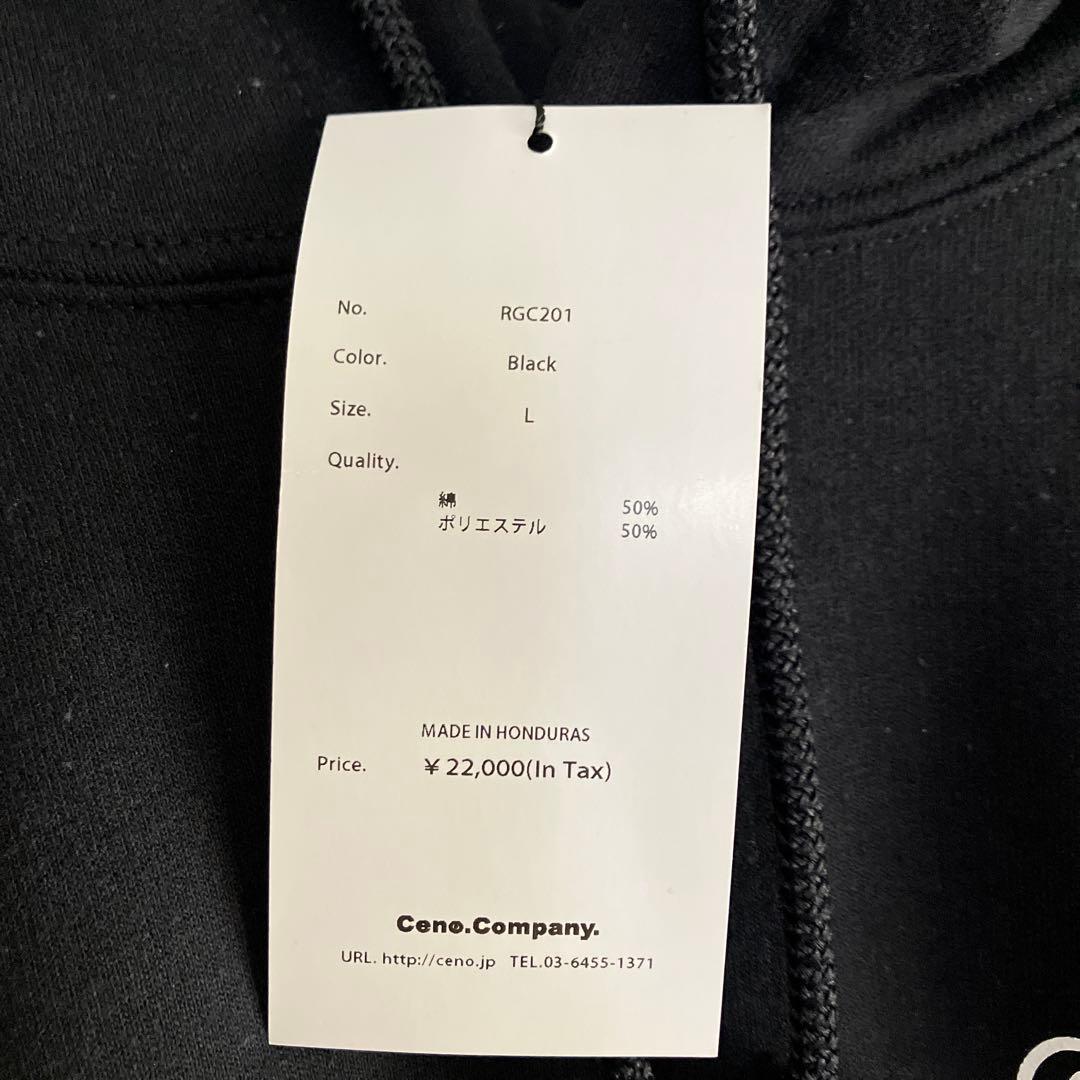 No. RGC201
Color. Black
Size. L
Quality.
綿 50%
ポリエステル 50%
MADE IN HONDURAS
Price. ¥22,000(In Tax)
Ceno.Company.
URL. http://ceno.jp TEL.03-6455-1371